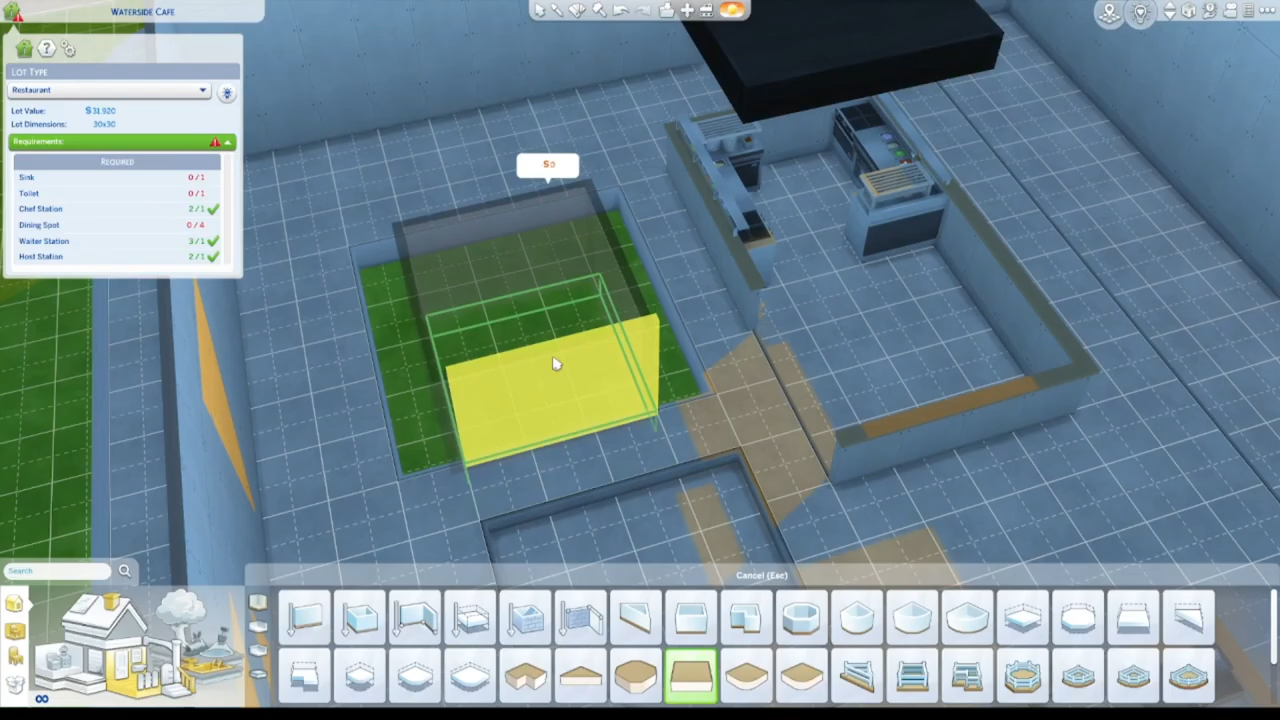 WATERSIDE CAFE
?
LOT TYPE
Restaurant
Lot Value: §31,920
Lot Dimensions: 30x30
Requirements:
REQUIRED
Sink 0/1
Toilet 0/1
Chef Station 2/1
Dining Spot 0/4
Waiter Station 3/1
Host Station 2/1
§0
Cancel (Esc)
Search